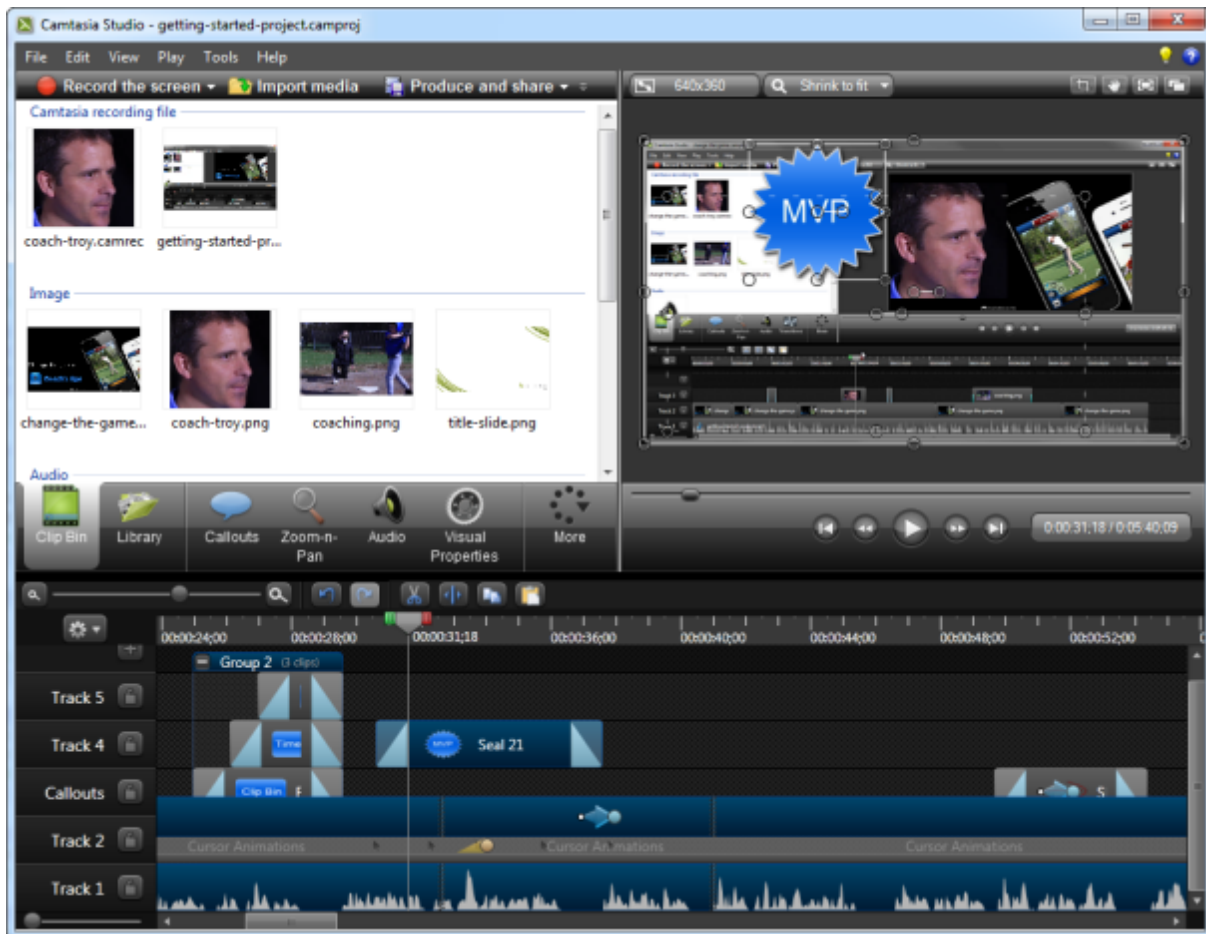 Camtasia Studio - getting-started-project.camproj
File Edit View Play Tools Help
Record the screen Import media Produce and share
640x360 Shrink to fit
Camtasia recording file
coach-troy.camrec getting-started-pr...
Image
change-the-game... coach-troy.png coaching.png title-slide.png
Audio
MVP
Clip Bin Library Callouts Zoom-n-Pan Audio Visual Properties More
0:00:31;18 / 0:05:40;09
00:00:24;00 00:00:28;00 00:00:31;18 00:00:36;00 00:00:40;00 00:00:44;00 00:00:48;00 00:00:52;00
Group 2 (3 clips)
Track 5
Track 4 Time MVP Seal 21
Callouts Clip Bin F S
Track 2 Cursor Animations Cursor Animations Cursor Animations
Track 1